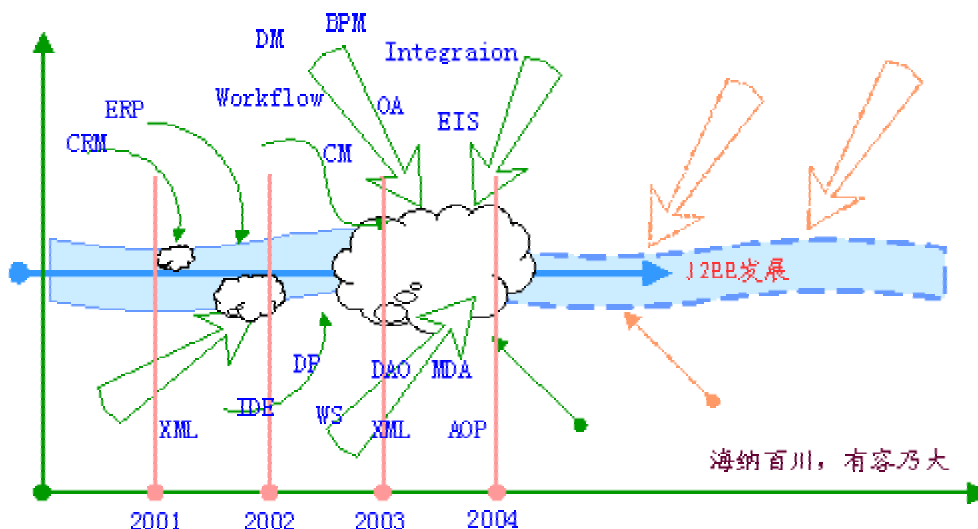 BPM
DM
Integraion
Workflow
ERP
OA
EIS
CRM
CM
J2EE发展
DP
DAO
MDA
IDE
WS
XML
XML
AOP
海纳百川，有容乃大
2001
2002
2003
2004